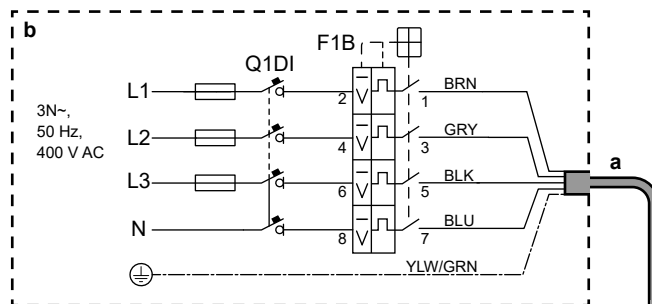 b
F1B
Q1DI
3N~,
50 Hz,
400 V AC
L1 2 1 BRN
L2 4 3 GRY
L3 6 5 BLK
N 8 7 BLU
YLW/GRN
a